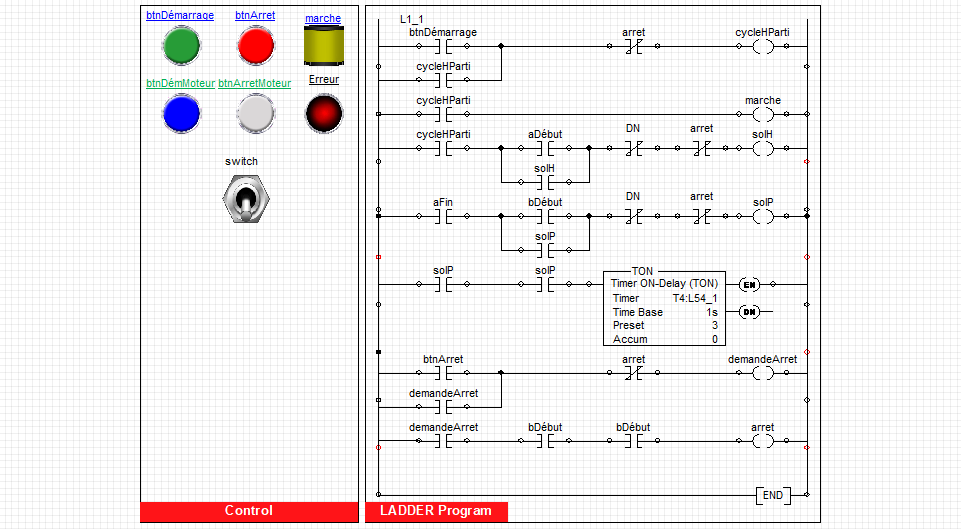 btnDémarrage btnArret marche
btnDémMoteur btnArretMoteur Erreur
switch
Control
L1_1
btnDémarrage arret cycleHParti
cycleHParti
cycleHParti marche
cycleHParti aDébut DN arret solH
solH
aFin bDébut DN arret solP
solP
solP solP
TON
Timer ON-Delay (TON) EN
Timer T4:L54_1
Time Base 1s DN
Preset 3
Accum 0
btnArret arret demandeArret
demandeArret
demandeArret bDébut bDébut arret
END
LADDER Program